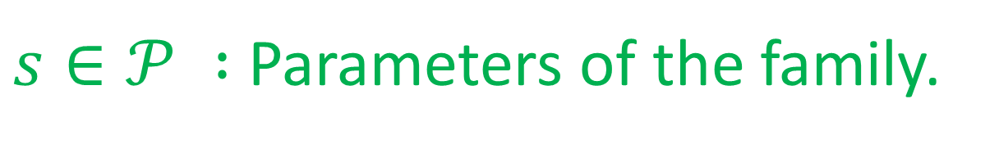 𝑠 ∈ 𝒫 : Parameters of the family.